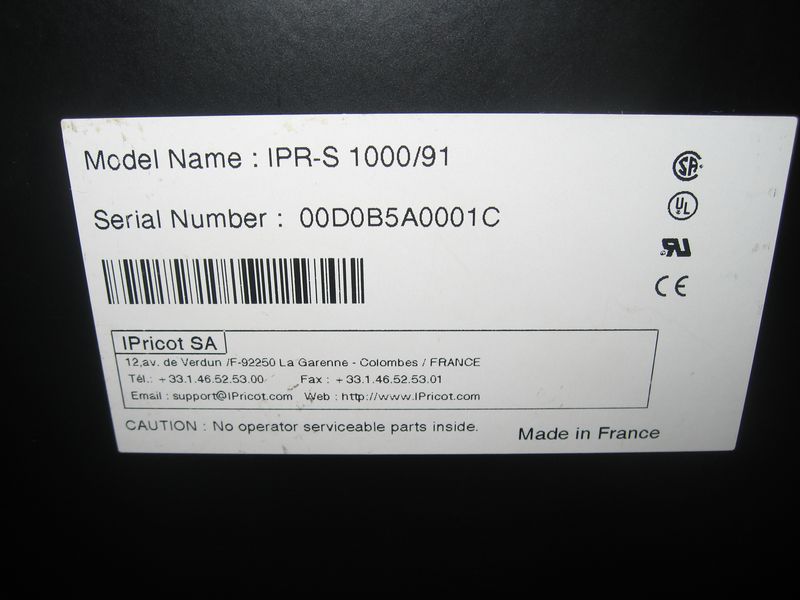 Model Name : IPR-S 1000/91
Serial Number : 00D0B5A0001C
IPricot SA
12,av. de Verdun /F-92250 La Garenne - Colombes / FRANCE
Tél.: +33.1.46.52.53.00 Fax : +33.1.46.52.53.01
Email : support@IPricot.com Web : http://www.IPricot.com
CAUTION : No operator serviceable parts inside.
Made in France
SA
UL
CE